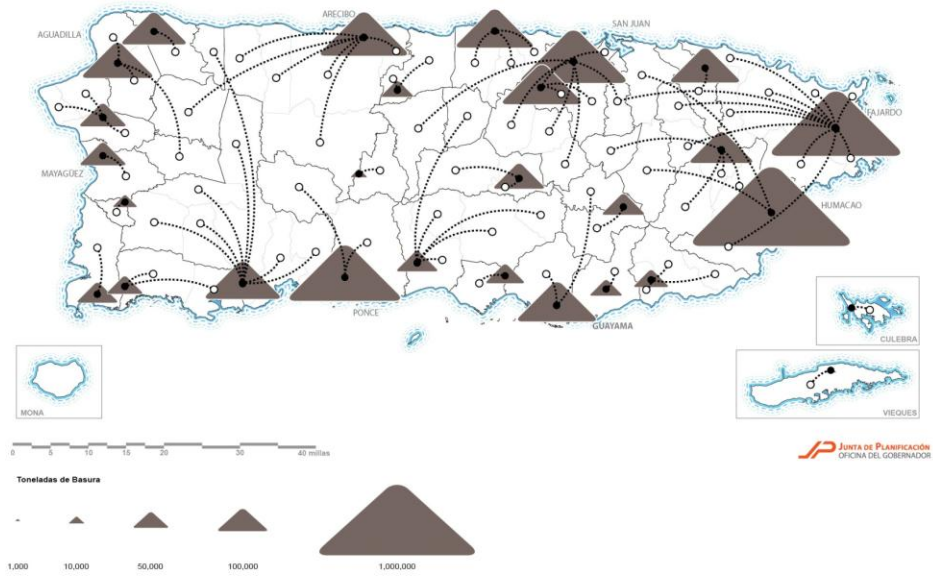 ARECIBO
SAN JUAN
AGUADILLA
FAJARDO
MAYAGÜEZ
HUMACAO
PONCE
GUAYAMA
CULEBRA
MONA
VIEQUES
0 5 10 15 20 30 40 millas
JP JUNTA DE PLANIFICACIÓN
OFICINA DEL GOBERNADOR
Toneladas de Basura
1,000 10,000 50,000 100,000 1,000,000